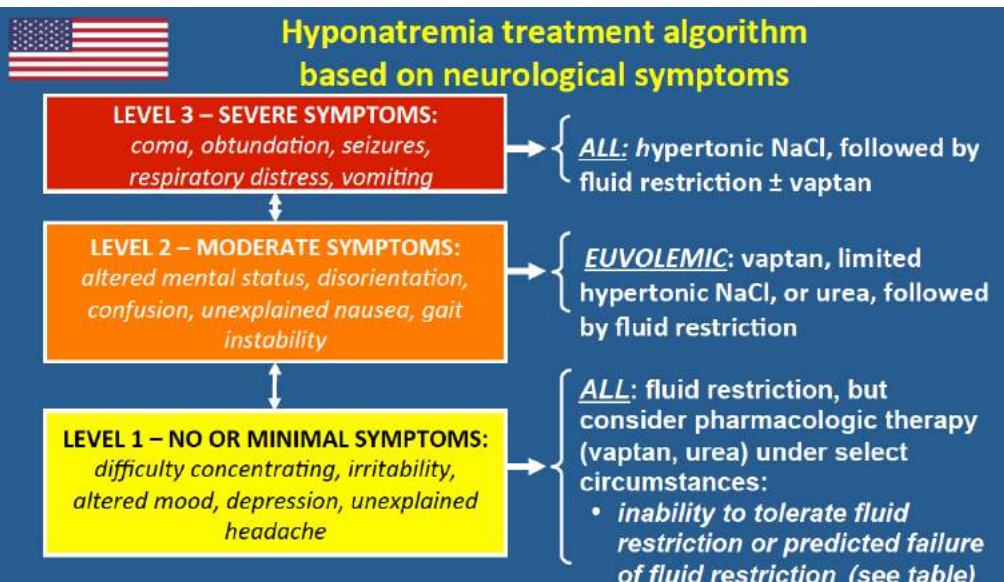 Hyponatremia treatment algorithm
based on neurological symptoms
LEVEL 3 – SEVERE SYMPTOMS:
coma, obtundation, seizures,
respiratory distress, vomiting
ALL: hypertonic NaCl, followed by
fluid restriction ± vaptan
LEVEL 2 – MODERATE SYMPTOMS:
altered mental status, disorientation,
confusion, unexplained nausea, gait
instability
EUVOLEMIC: vaptan, limited
hypertonic NaCl, or urea, followed
by fluid restriction
LEVEL 1 – NO OR MINIMAL SYMPTOMS:
difficulty concentrating, irritability,
altered mood, depression, unexplained
headache
ALL: fluid restriction, but
consider pharmacologic therapy
(vaptan, urea) under select
circumstances:
• inability to tolerate fluid
restriction or predicted failure
of fluid restriction (see table)